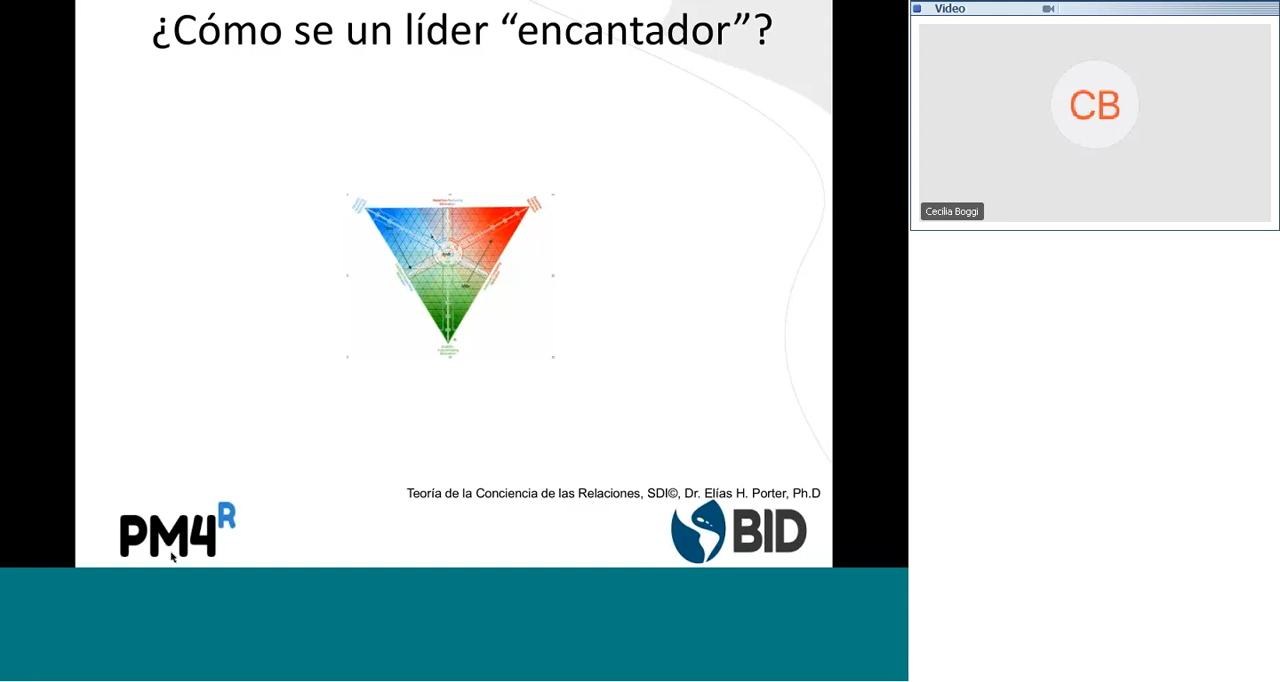 ¿Cómo se un líder “encantador”?
Teoría de la Conciencia de las Relaciones, SDI©, Dr. Elías H. Porter, Ph.D
PM4R
BID
Video
CB
Cecilia Boggi